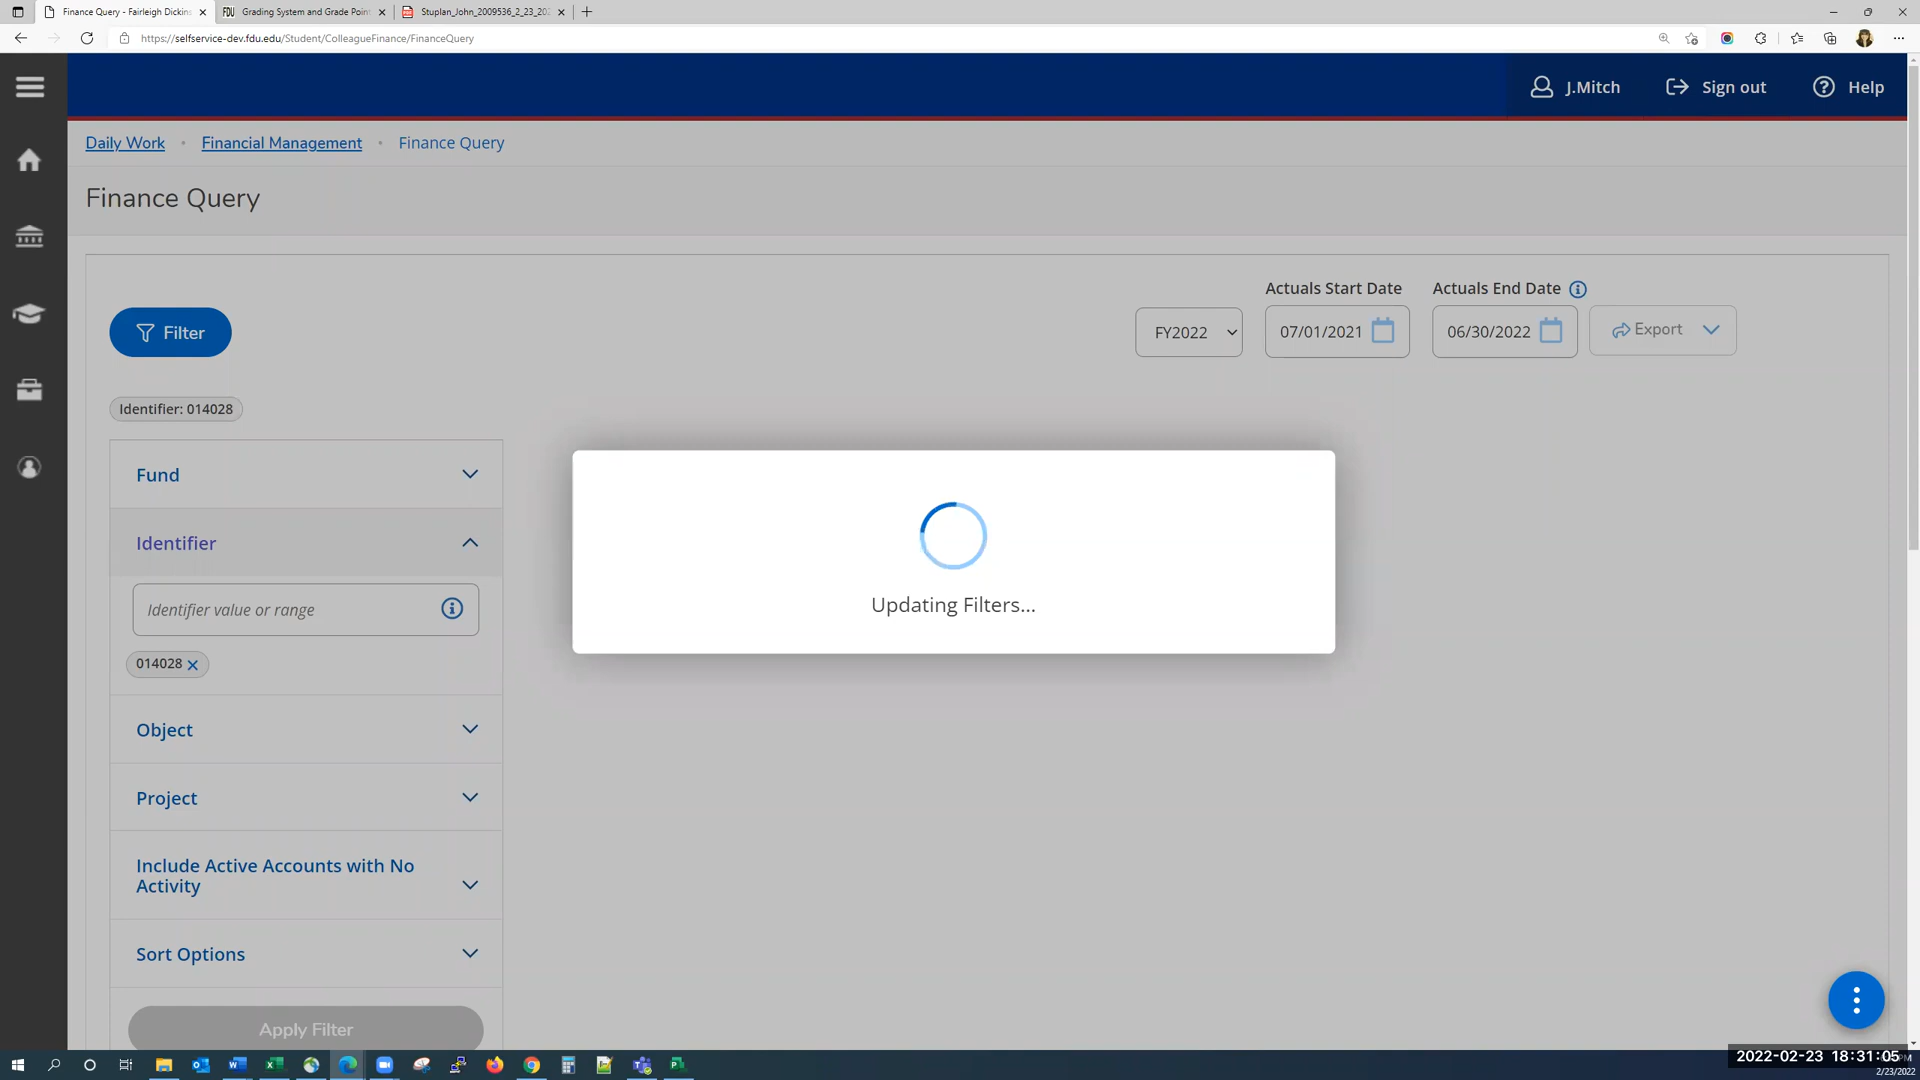 Finance Query - Fairleigh Dickins
Grading System and Grade Point
Stuplan_John_2009536_2_23_202
https://selfservice-dev.fdu.edu/Student/ColleagueFinance/FinanceQuery
J.Mitch
Sign out
Help
Daily Work
Financial Management
Finance Query
Finance Query
Filter
FY2022
Actuals Start Date
07/01/2021
Actuals End Date
06/30/2022
Export
Identifier: 014028
Fund
Identifier
Identifier value or range
014028
Object
Project
Include Active Accounts with No
Activity
Sort Options
Apply Filter
Updating Filters...
2022-02-23 18:31:05
2/23/2022